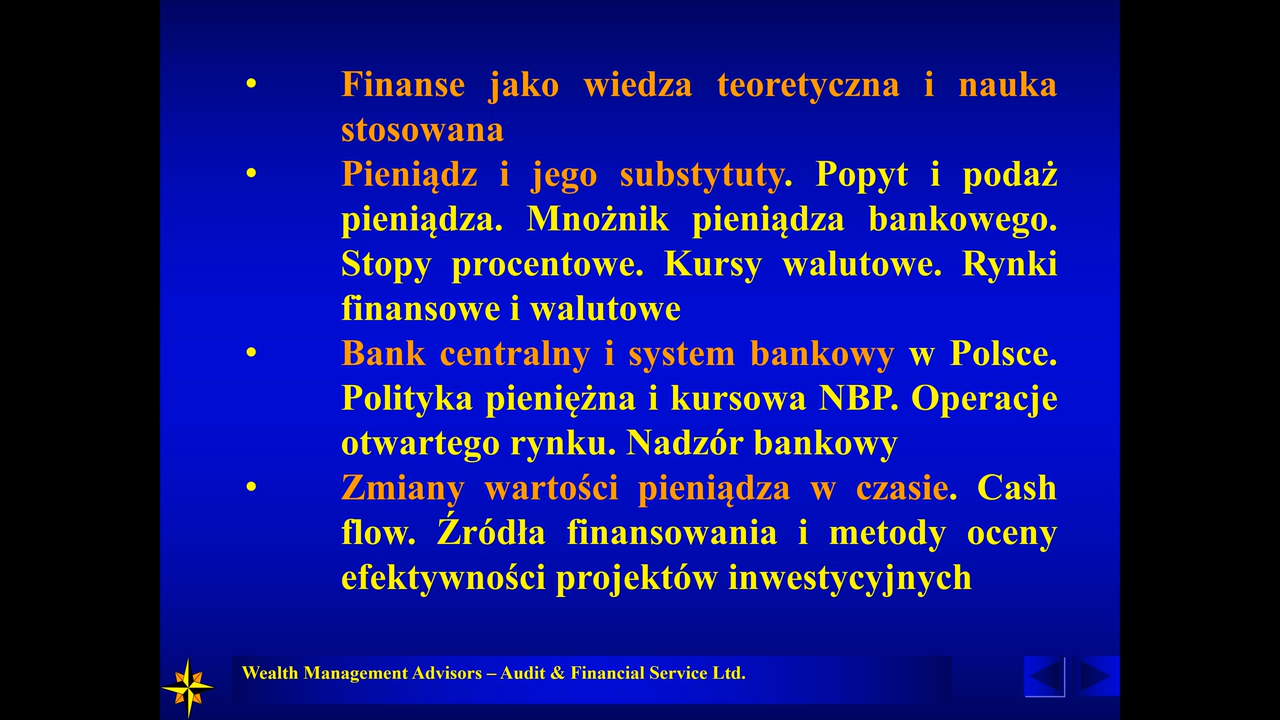 • Finanse jako wiedza teoretyczna i nauka
stosowana
• Pieniądz i jego substytuty. Popyt i podaż
pieniądza. Mnożnik pieniądza bankowego.
Stopy procentowe. Kursy walutowe. Rynki
finansowe i walutowe
• Bank centralny i system bankowy w Polsce.
Polityka pieniężna i kursowa NBP. Operacje
otwartego rynku. Nadzór bankowy
• Zmiany wartości pieniądza w czasie. Cash
flow. Źródła finansowania i metody oceny
efektywności projektów inwestycyjnych
Wealth Management Advisors – Audit & Financial Service Ltd.